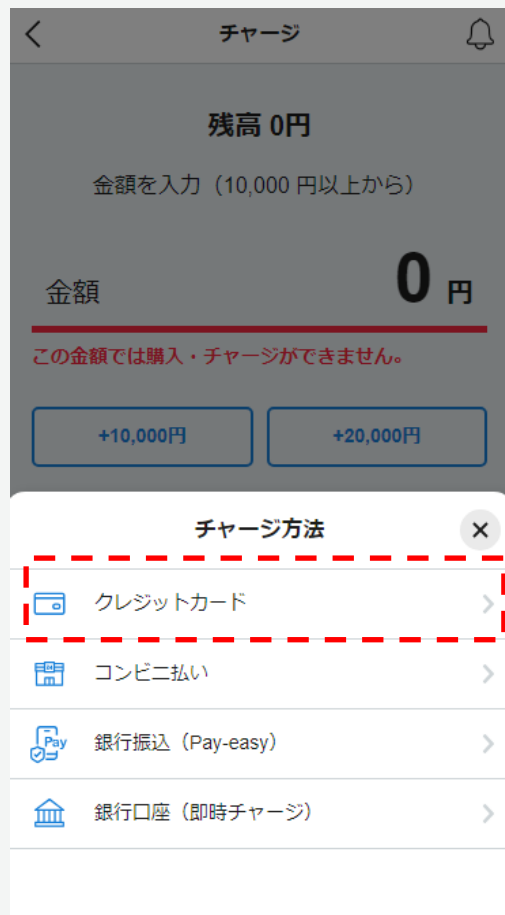 チャージ
残高 0円
金額を入力（10,000 円以上から）
金額 0 円
この金額では購入・チャージができません。
+10,000円 +20,000円
チャージ方法
クレジットカード
コンビニ払い
Pay 銀行振込（Pay-easy）
銀行口座（即時チャージ）